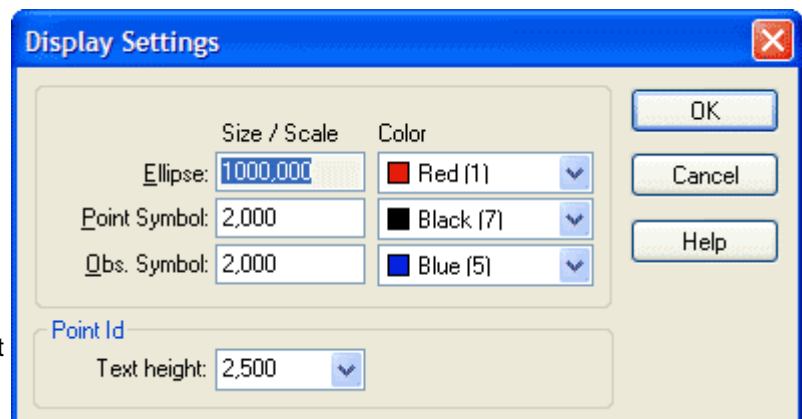 Display Settings
Size / Scale Color
Ellipse: 1000,000 Red (1)
Point Symbol: 2,000 Black (7)
Obs. Symbol: 2,000 Blue (5)
OK
Cancel
Help
Point Id
Text height: 2,500
t